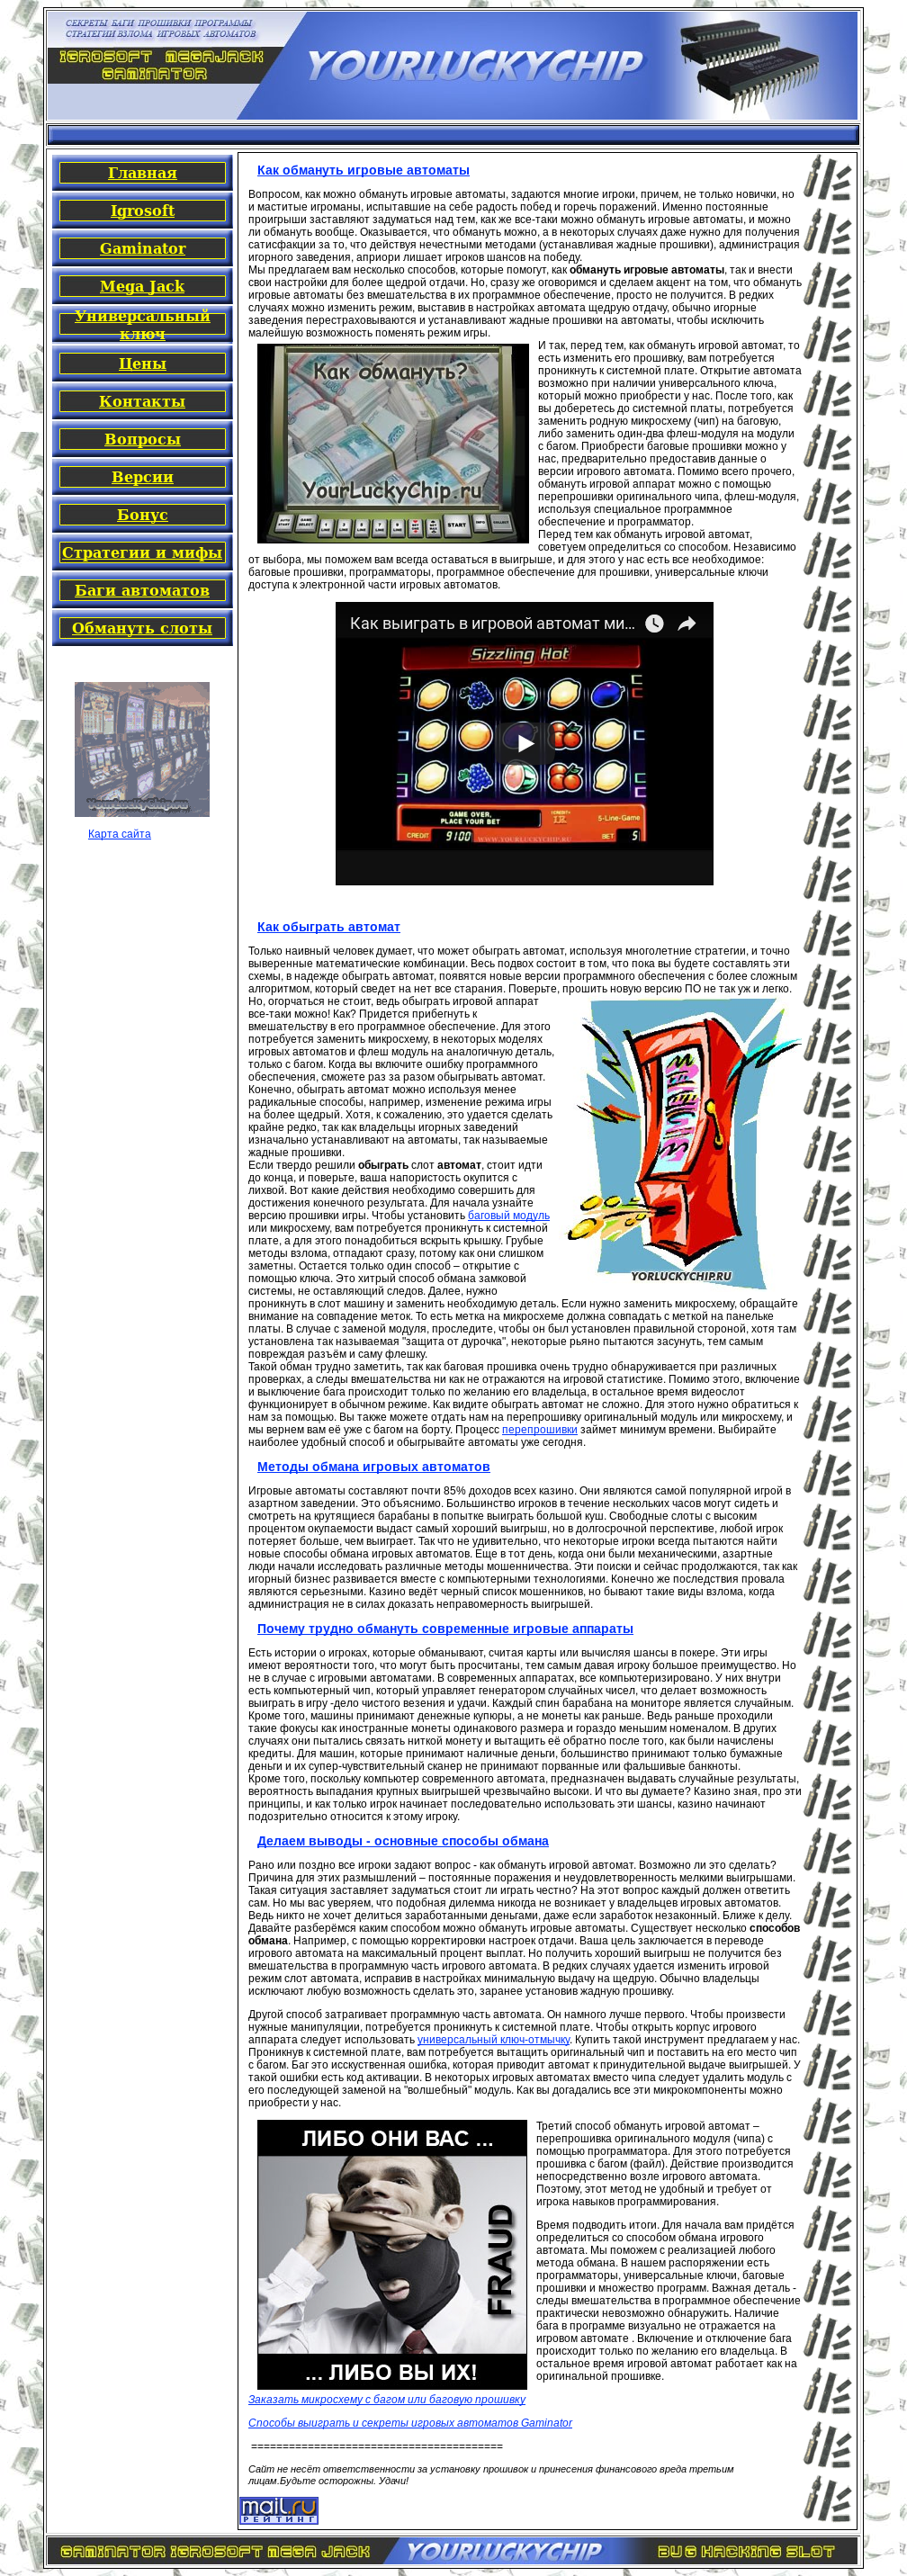 СЕКРЕТЫ БАГИ ПРОШИВКИ ПРОГРАММЫ
СТРАТЕГИИ ВЗЛОМА ИГРОВЫХ АВТОМАТОВ
IGROSOFT MEGAJACK
GAMINATOR
YOURLUCKYCHIP
Главная
Igrosoft
Gaminator
Mega Jack
Универсальный
ключ
Цены
Контакты
Вопросы
Версии
Бонус
Стратегии и мифы
Баги автоматов
Обмануть слоты
YourLuckyChip.ru
Карта сайта
Как обмануть игровые автоматы
Вопросом, как можно обмануть игровые автоматы, задаются многие игроки, причем, не только новички, но
и маститые игроманы, испытавшие на себе радость побед и горечь поражений. Именно постоянные
проигрыши заставляют задуматься над тем, как же все-таки можно обмануть игровые автоматы, и можно
ли обмануть вообще. Оказывается, что обмануть можно, а в некоторых случаях даже нужно для получения
сатисфакции за то, что действуя нечестными методами (устанавливая жадные прошивки), администрация
игорного заведения, априори лишает игроков шансов на победу.
Мы предлагаем вам несколько способов, которые помогут, как обмануть игровые автоматы, так и внести
свои настройки для более щедрой отдачи. Но, сразу же оговоримся и сделаем акцент на том, что обмануть
игровые автоматы без вмешательства в их программное обеспечение, просто не получится. В редких
случаях можно изменить режим, выставив в настройках автомата щедрую отдачу, обычно игорные
заведения перестраховываются и устанавливают жадные прошивки на автоматы, чтобы исключить
малейшую возможность поменять режим игры.
Как обмануть?
YourLuckyChip.ru
START
И так, перед тем, как обмануть игровой автомат, то
есть изменить его прошивку, вам потребуется
проникнуть к системной плате. Открытие автомата
возможно при наличии универсального ключа,
который можно приобрести у нас. После того, как
вы доберетесь до системной платы, потребуется
заменить родную микросхему (чип) на баговую,
либо заменить один-два флеш-модуля на модули
с багом. Приобрести баговые прошивки можно у
нас, предварительно предоставив данные о
версии игрового автомата. Помимо всего прочего,
обмануть игровой аппарат можно с помощью
перепрошивки оригинального чипа, флеш-модуля,
используя специальное программное
обеспечение и программатор.
Перед тем как обмануть игровой автомат,
советуем определиться со способом. Независимо
от выбора, мы поможем вам всегда оставаться в выигрыше, и для этого у нас есть все необходимое:
баговые прошивки, программаторы, программное обеспечение для прошивки, универсальные ключи
доступа к электронной части игровых автоматов.
Как выиграть в игровой автомат ми...
Sizzling Hot
GAME OVER,
PLACE YOUR BET
5-Line-Game
CREDIT 9100
WWW.YOURLUCKYCHIP.RU
BET 5
Как обыграть автомат
Только наивный человек думает, что может обыграть автомат, используя многолетние стратегии, и точно
выверенные математические комбинации. Весь подвох состоит в том, что пока вы будете составлять эти
схемы, в надежде обыграть автомат, появятся новые версии программного обеспечения с более сложным
алгоритмом, который сведет на нет все старания. Поверьте, прошить новую версию ПО не так уж и легко.
Но, огорчаться не стоит, ведь обыграть игровой аппарат
все-таки можно! Как? Придется прибегнуть к
вмешательству в его программное обеспечение. Для этого
потребуется заменить микросхему, в некоторых моделях
игровых автоматов и флеш модуль на аналогичную деталь,
только с багом. Когда вы включите ошибку программного
обеспечения, сможете раз за разом обыгрывать автомат.
Конечно, обыграть автомат можно используя менее
радикальные способы, например, изменение режима игры
на более щедрый. Хотя, к сожалению, это удается сделать
крайне редко, так как владельцы игорных заведений
изначально устанавливают на автоматы, так называемые
жадные прошивки.
Если твердо решили обыграть слот автомат, стоит идти
до конца, и поверьте, ваша напористость окупится с
лихвой. Вот какие действия необходимо совершить для
достижения конечного результата. Для начала узнайте
версию прошивки игры. Чтобы установить баговый модуль
или микросхему, вам потребуется проникнуть к системной
плате, а для этого понадобиться вскрыть крышку. Грубые
методы взлома, отпадают сразу, потому как они слишком
заметны. Остается только один способ – открытие с
помощью ключа. Это хитрый способ обмана замковой
системы, не оставляющий следов. Далее, нужно
YORLUCKYCHIP.RU
проникнуть в слот машину и заменить необходимую деталь. Если нужно заменить микросхему, обращайте
внимание на совпадение меток. То есть метка на микросхеме должна совпадать с меткой на панельке
платы. В случае с заменой модуля, проследите, чтобы он был установлен правильной стороной, хотя там
установлена так называемая "защита от дурочка", некоторые рьяно пытаются засунуть, тем самым
повреждая разъём и саму флешку.
Такой обман трудно заметить, так как баговая прошивка очень трудно обнаруживается при различных
проверках, а следы вмешательства ни как не отражаются на игровой статистике. Помимо этого, включение
и выключение бага происходит только по желанию его владельца, в остальное время видеослот
функционирует в обычном режиме. Как видите обыграть автомат не сложно. Для этого нужно обратиться к
нам за помощью. Вы также можете отдать нам на перепрошивку оригинальный модуль или микросхему, и
мы вернем вам её уже с багом на борту. Процесс перепрошивки займет минимум времени. Выбирайте
наиболее удобный способ и обыгрывайте автоматы уже сегодня.
Методы обмана игровых автоматов
Игровые автоматы составляют почти 85% доходов всех казино. Они являются самой популярной игрой в
азартном заведении. Это объяснимо. Большинство игроков в течение нескольких часов могут сидеть и
смотреть на крутящиеся барабаны в попытке выиграть большой куш. Свободные слоты с высоким
процентом окупаемости выдаст самый хороший выигрыш, но в долгосрочной перспективе, любой игрок
потеряет больше, чем выиграет. Так что не удивительно, что некоторые игроки всегда пытаются найти
новые способы обмана игровых автоматов. Еще в тот день, когда они были механическими, азартные
люди начали исследовать различные методы мошенничества. Эти поиски и сейчас продолжаются, так как
игорный бизнес развивается вместе с компьютерными технологиями. Конечно же последствия провала
являются серьезными. Казино ведёт черный список мошенников, но бывают такие виды взлома, когда
администрация не в силах доказать неправомерность выигрышей.
Почему трудно обмануть современные игровые аппараты
Есть истории о игроках, которые обманывают, считая карты или вычисляя шансы в покере. Эти игры
имеют вероятности того, что могут быть просчитаны, тем самым давая игроку большое преимущество. Но
не в случае с игровыми автоматами. В современных аппаратах, все компьютеризировано. У них внутри
есть компьютерный чип, который управляет генератором случайных чисел, что делает возможность
выиграть в игру -дело чистого везения и удачи. Каждый спин барабана на мониторе является случайным.
Кроме того, машины принимают денежные купюры, а не монеты как раньше. Ведь раньше проходили
такие фокусы как иностранные монеты одинакового размера и гораздо меньшим номеналом. В других
случаях они пытались связать ниткой монету и вытащить её обратно после того, как были начислены
кредиты. Для машин, которые принимают наличные деньги, большинство принимают только бумажные
деньги и их супер-чувствительный сканер не принимают порванные или фальшивые банкноты.
Кроме того, поскольку компьютер современного автомата, предназначен выдавать случайные результаты,
вероятность выпадания крупных выигрышей чрезвычайно высоки. И что вы думаете? Казино зная, про эти
принципы, и как только игрок начинает последовательно использовать эти шансы, казино начинают
подозрительно относится к этому игроку.
Делаем выводы - основные способы обмана
Рано или поздно все игроки задают вопрос - как обмануть игровой автомат. Возможно ли это сделать?
Причина для этих размышлений – постоянные поражения и неудовлетворенность мелкими выигрышами.
Такая ситуация заставляет задуматься стоит ли играть честно? На этот вопрос каждый должен ответить
сам. Но мы вас уверяем, что подобная дилемма никогда не возникает у владельцев игровых автоматов.
Ведь никто не хочет делиться заработанными деньгами, даже если заработок незаконный. Ближе к делу.
Давайте разберёмся каким способом можно обмануть игровые автоматы. Существует несколько способов
обмана. Например, с помощью корректировки настроек отдачи. Ваша цель заключается в переводе
игрового автомата на максимальный процент выплат. Но получить хороший выигрыш не получится без
вмешательства в программную часть игрового автомата. В редких случаях удается изменить игровой
режим слот автомата, исправив в настройках минимальную выдачу на щедрую. Обычно владельцы
исключают любую возможность сделать это, заранее установив жадную прошивку.
Другой способ затрагивает программную часть автомата. Он намного лучше первого. Чтобы произвести
нужные манипуляции, потребуется проникнуть к системной плате. Чтобы открыть корпус игрового
аппарата следует использовать универсальный ключ-отмычку. Купить такой инструмент предлагаем у нас.
Проникнув к системной плате, вам потребуется вытащить оригинальный чип и поставить на его место чип
с багом. Баг это исскуственная ошибка, которая приводит автомат к принудительной выдаче выигрышей. У
такой ошибки есть код активации. В некоторых игровых автоматах вместо чипа следует удалить модуль с
его последующей заменой на "волшебный" модуль. Как вы догадались все эти микрокомпоненты можно
приобрести у нас.
ЛИБО ОНИ ВАС ...
FRAUD
... ЛИБО ВЫ ИХ!
Третий способ обмануть игровой автомат –
перепрошивка оригинального модуля (чипа) с
помощью программатора. Для этого потребуется
прошивка с багом (файл). Действие производится
непосредственно возле игрового автомата.
Поэтому, этот метод не удобный и требует от
игрока навыков программирования.
Время подводить итоги. Для начала вам придётся
определиться со способом обмана игрового
автомата. Мы поможем с реализацией любого
метода обмана. В нашем распоряжении есть
программаторы, универсальные ключи, баговые
прошивки и множество программ. Важная деталь -
следы вмешательства в программное обеспечение
практически невозможно обнаружить. Наличие
бага в программе визуально не отражается на
игровом автомате . Включение и отключение бага
происходит только по желанию его владельца. В
остальное время игровой автомат работает как на
оригинальной прошивке.
Заказать микросхему с багом или баговую прошивку
Способы выиграть и секреты игровых автоматов Gaminator
========================================
Сайт не несёт ответственности за установку прошивок и принесения финансового вреда третьим
лицам.Будьте осторожны. Удачи!
mail.ru
РЕЙТИНГ
GAMINATOR IGROSOFT MEGA JACK
YOURLUCKYCHIP
BUG HACKING SLOT